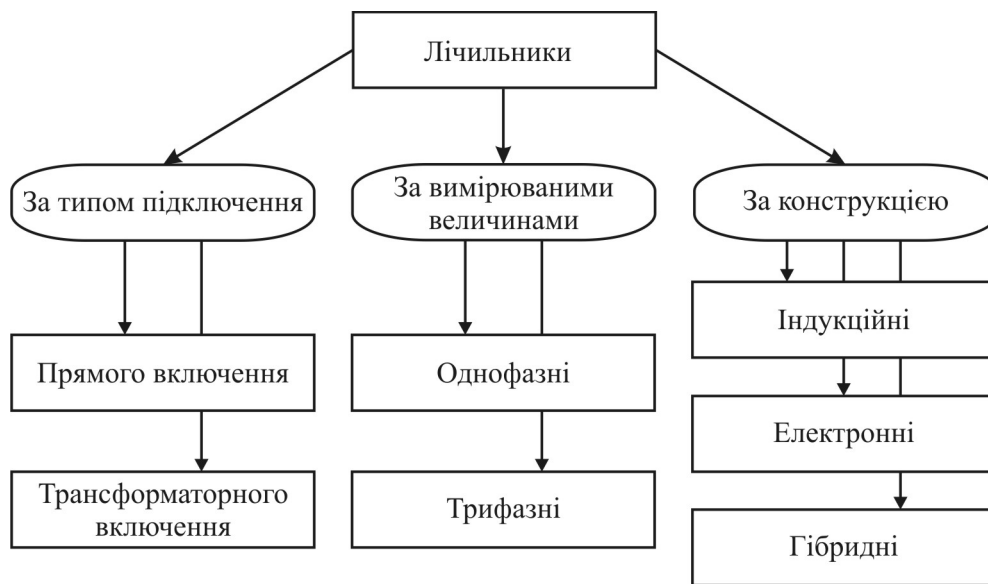 Лічильники
За типом підключення
За вимірюваними
величинами
За конструкцією
Прямого включення
Трансформаторного
включення
Однофазні
Трифазні
Індукційні
Електронні
Гібридні